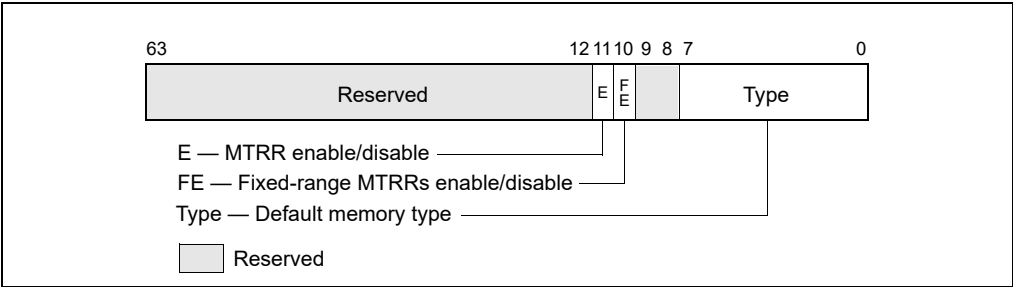 63 12 11 10 9 8 7 0
Reserved E FE Type
E — MTRR enable/disable
FE — Fixed-range MTRRs enable/disable
Type — Default memory type
Reserved